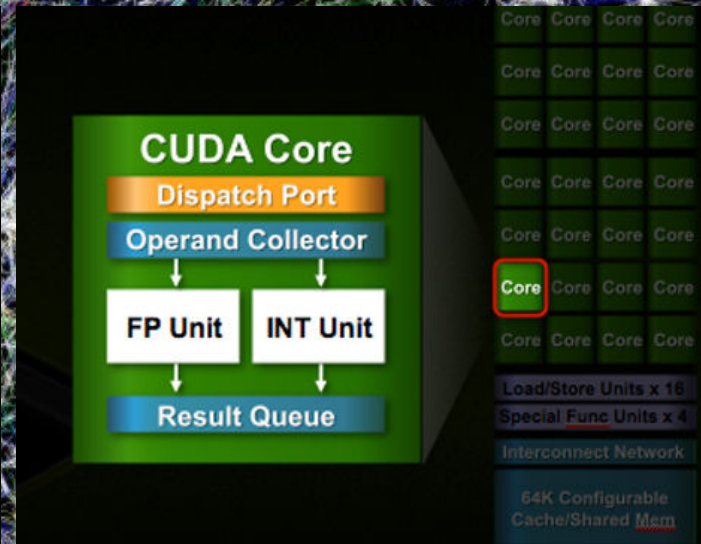 CUDA Core
Dispatch Port
Operand Collector
FP Unit
INT Unit
Result Queue
Core Core Core Core
Core Core Core Core
Core Core Core Core
Core Core Core Core
Core Core Core Core
Core Core Core Core
Core Core Core Core
Load/Store Units x 16
Special Func Units x 4
Interconnect Network
64K Configurable
Cache/Shared Mem